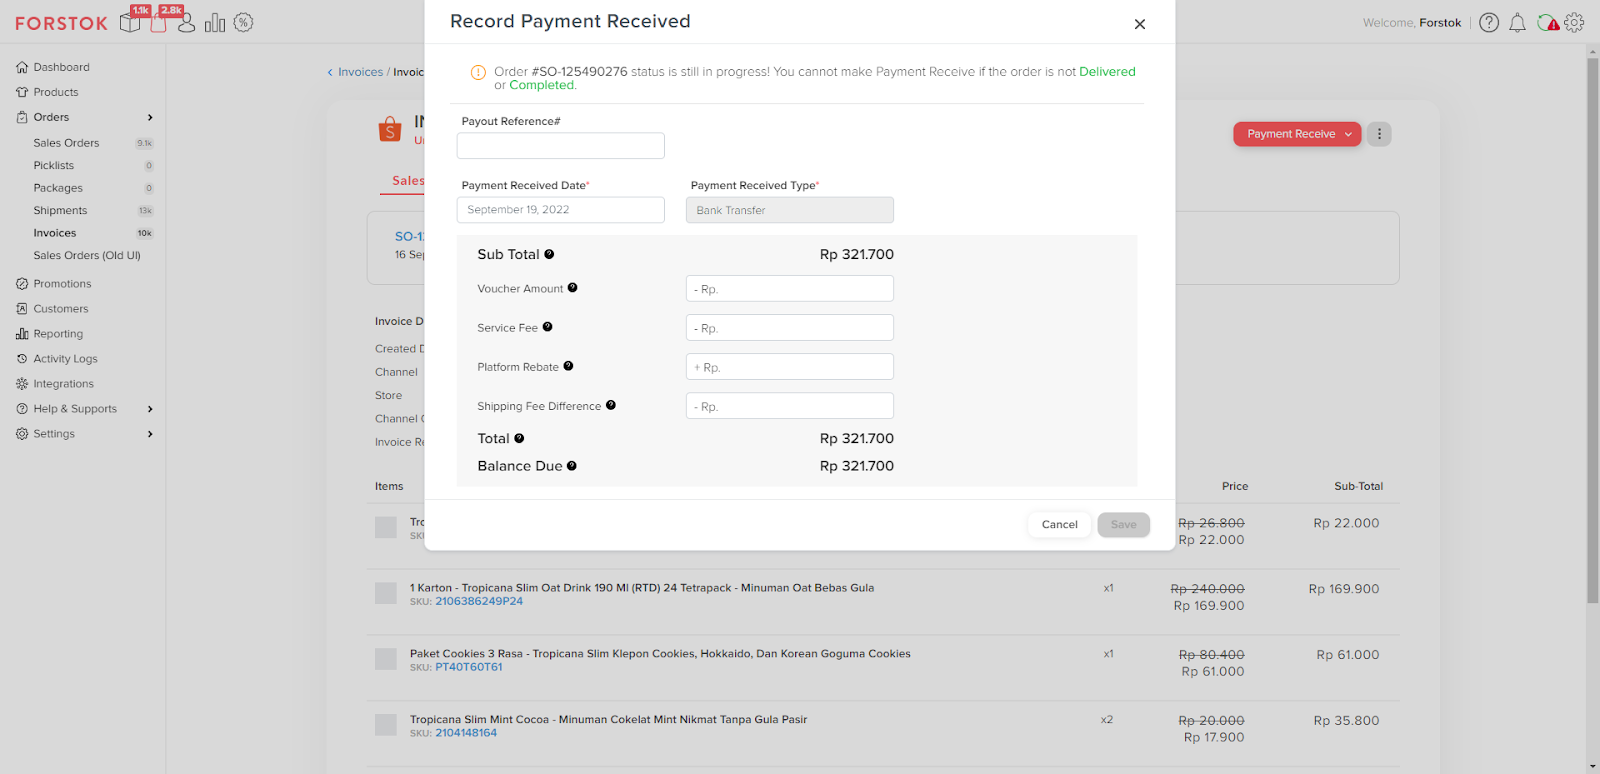 FORSTOK
1.1k
2.8k
Welcome, Forstok
Record Payment Received
Order #SO-125490276 status is still in progress! You cannot make Payment Receive if the order is not Delivered
or Completed.
Payout Reference#
Payment Received Date* Payment Received Type*
September 19, 2022 Bank Transfer
Sub Total Rp 321.700
Voucher Amount - Rp.
Service Fee - Rp.
Platform Rebate + Rp.
Shipping Fee Difference - Rp.
Total Rp 321.700
Balance Due Rp 321.700
Cancel Save
Dashboard
Products
Orders
Sales Orders 9.1k
Picklists 0
Packages 0
Shipments 13k
Invoices 10k
Sales Orders (Old UI)
Promotions
Customers
Reporting
Activity Logs
Integrations
Help & Supports
Settings
‹ Invoices / Invoic
Payment Receive
Sales
SO-1
16 Sep
Invoice D
Created D
Channel
Store
Channel
Invoice Re
Items Price Sub-Total
Rp 26.800 Rp 22.000
Rp 22.000
1 Karton - Tropicana Slim Oat Drink 190 Ml (RTD) 24 Tetrapack - Minuman Oat Bebas Gula x1 Rp 240.000 Rp 169.900
SKU: 2106386249P24 Rp 169.900
Paket Cookies 3 Rasa - Tropicana Slim Klepon Cookies, Hokkaido, Dan Korean Goguma Cookies x1 Rp 80.400 Rp 61.000
SKU: PT40T60T61 Rp 61.000
Tropicana Slim Mint Cocoa - Minuman Cokelat Mint Nikmat Tanpa Gula Pasir x2 Rp 20.000 Rp 35.800
SKU: 2104148164 Rp 17.900